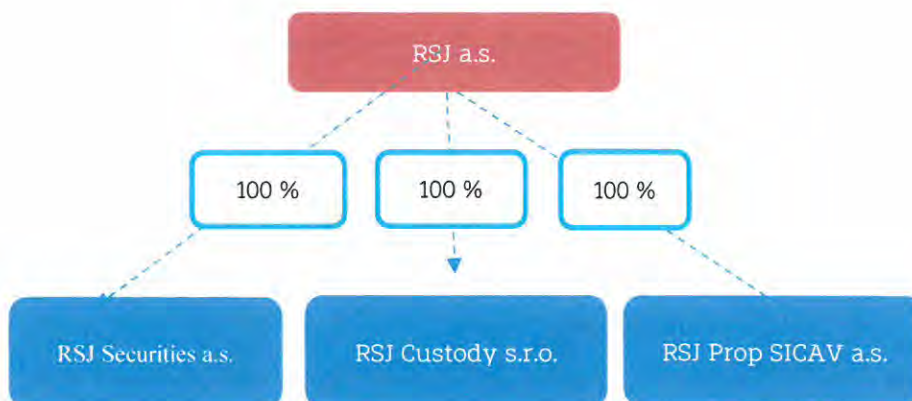 RSJ a.s.
100 %
100 %
100 %
RSJ Securities a.s.
RSJ Custody s.r.o.
RSJ Prop SICAV a.s.